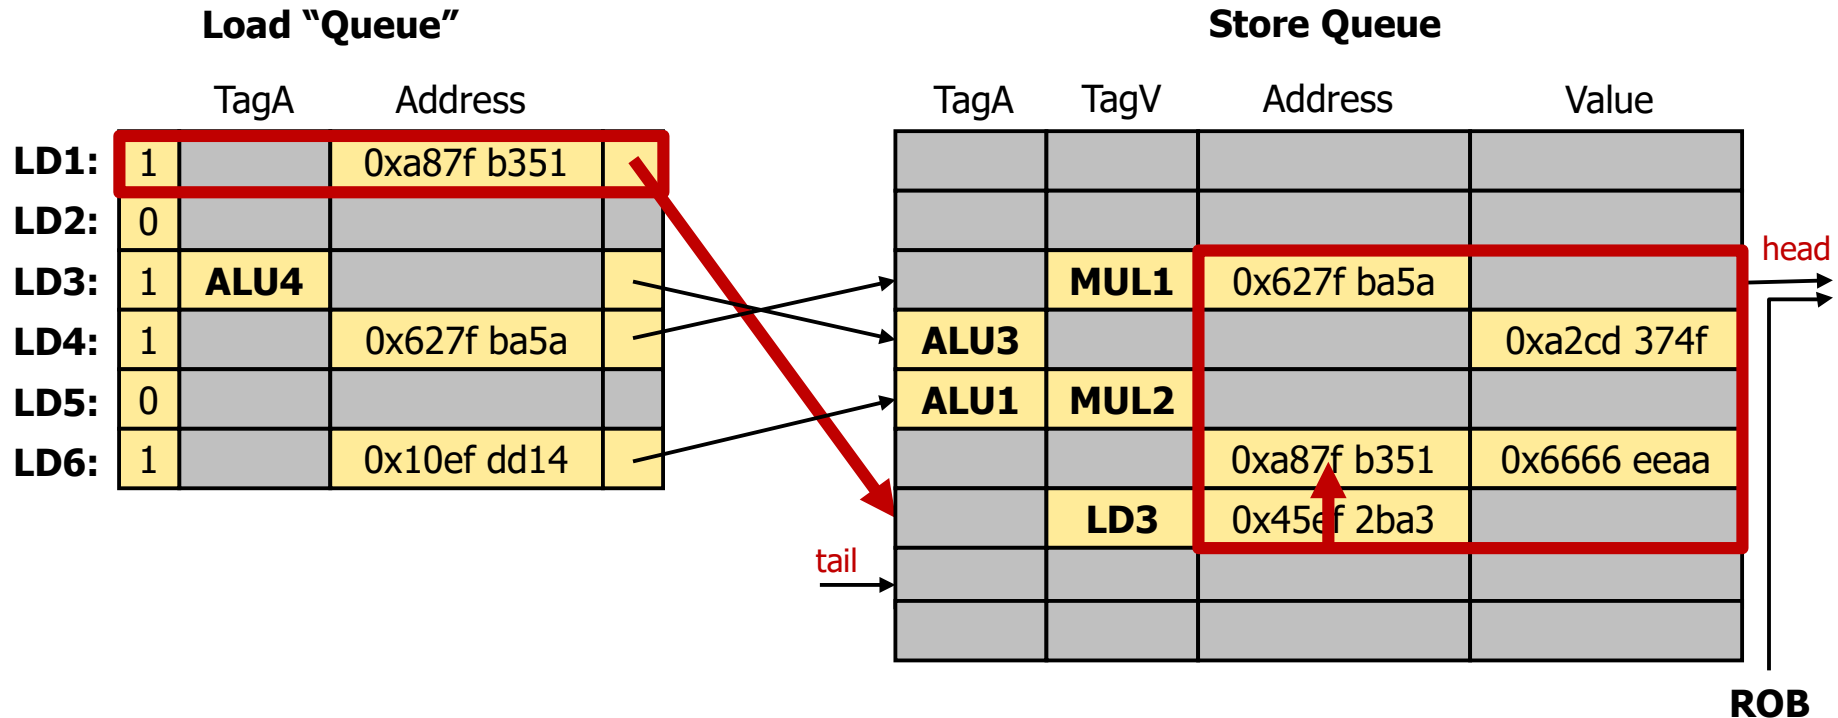 Load “Queue”
TagA Address
LD1: 1 0xa87f b351
LD2: 0
LD3: 1 ALU4
LD4: 1 0x627f ba5a
LD5: 0
LD6: 1 0x10ef dd14
Store Queue
TagA TagV Address Value
MUL1 0x627f ba5a
ALU3 0xa2cd 374f
ALU1 MUL2
0xa87f b351 0x6666 eeaa
LD3 0x45ef 2ba3
head
tail
ROB